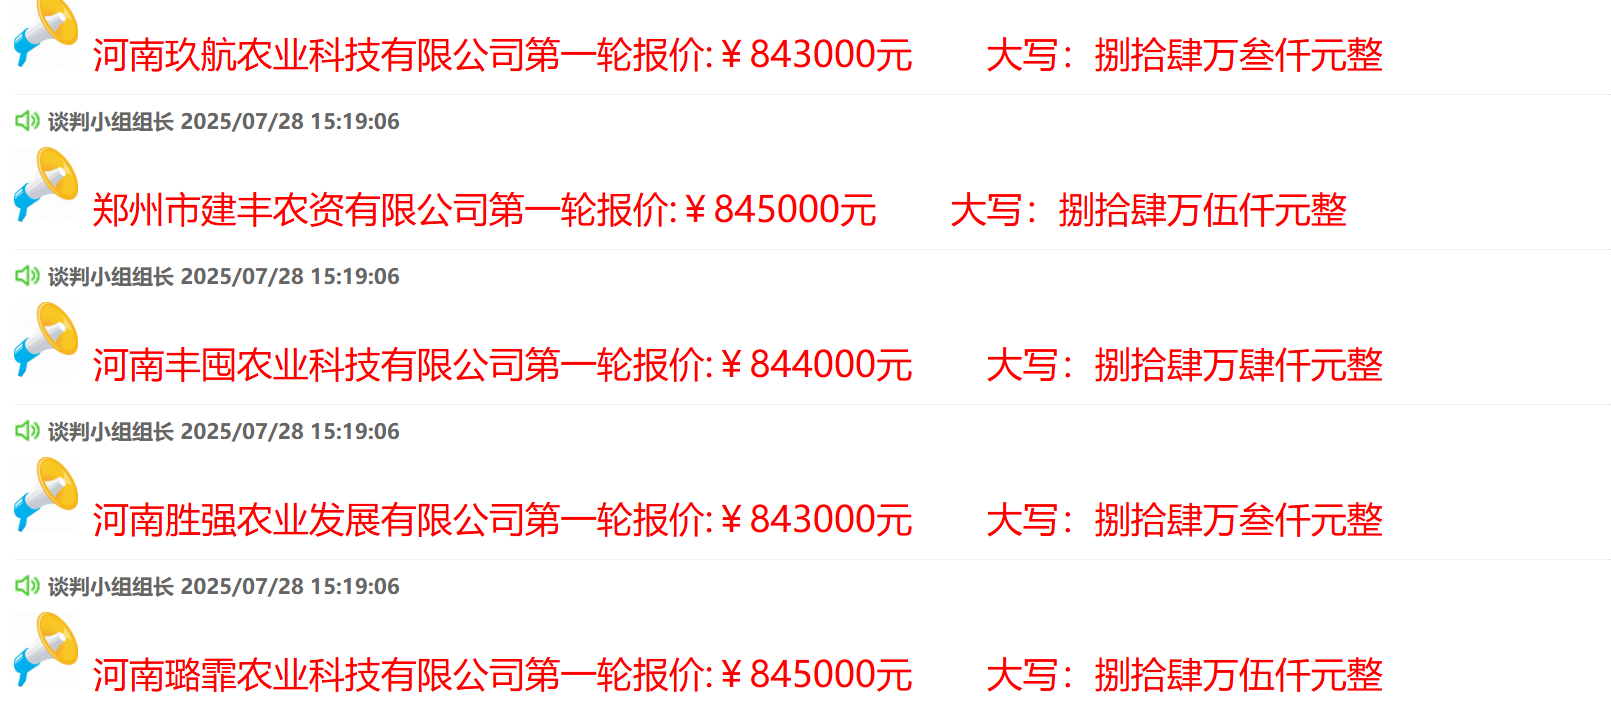 河南玖航农业科技有限公司第一轮报价:￥843000元 大写：捌拾肆万叁仟元整
谈判小组组长 2025/07/28 15:19:06
郑州市建丰农资有限公司第一轮报价:￥845000元 大写：捌拾肆万伍仟元整
谈判小组组长 2025/07/28 15:19:06
河南丰囤农业科技有限公司第一轮报价:￥844000元 大写：捌拾肆万肆仟元整
谈判小组组长 2025/07/28 15:19:06
河南胜强农业发展有限公司第一轮报价:￥843000元 大写：捌拾肆万叁仟元整
谈判小组组长 2025/07/28 15:19:06
河南璐霏农业科技有限公司第一轮报价:￥845000元 大写：捌拾肆万伍仟元整